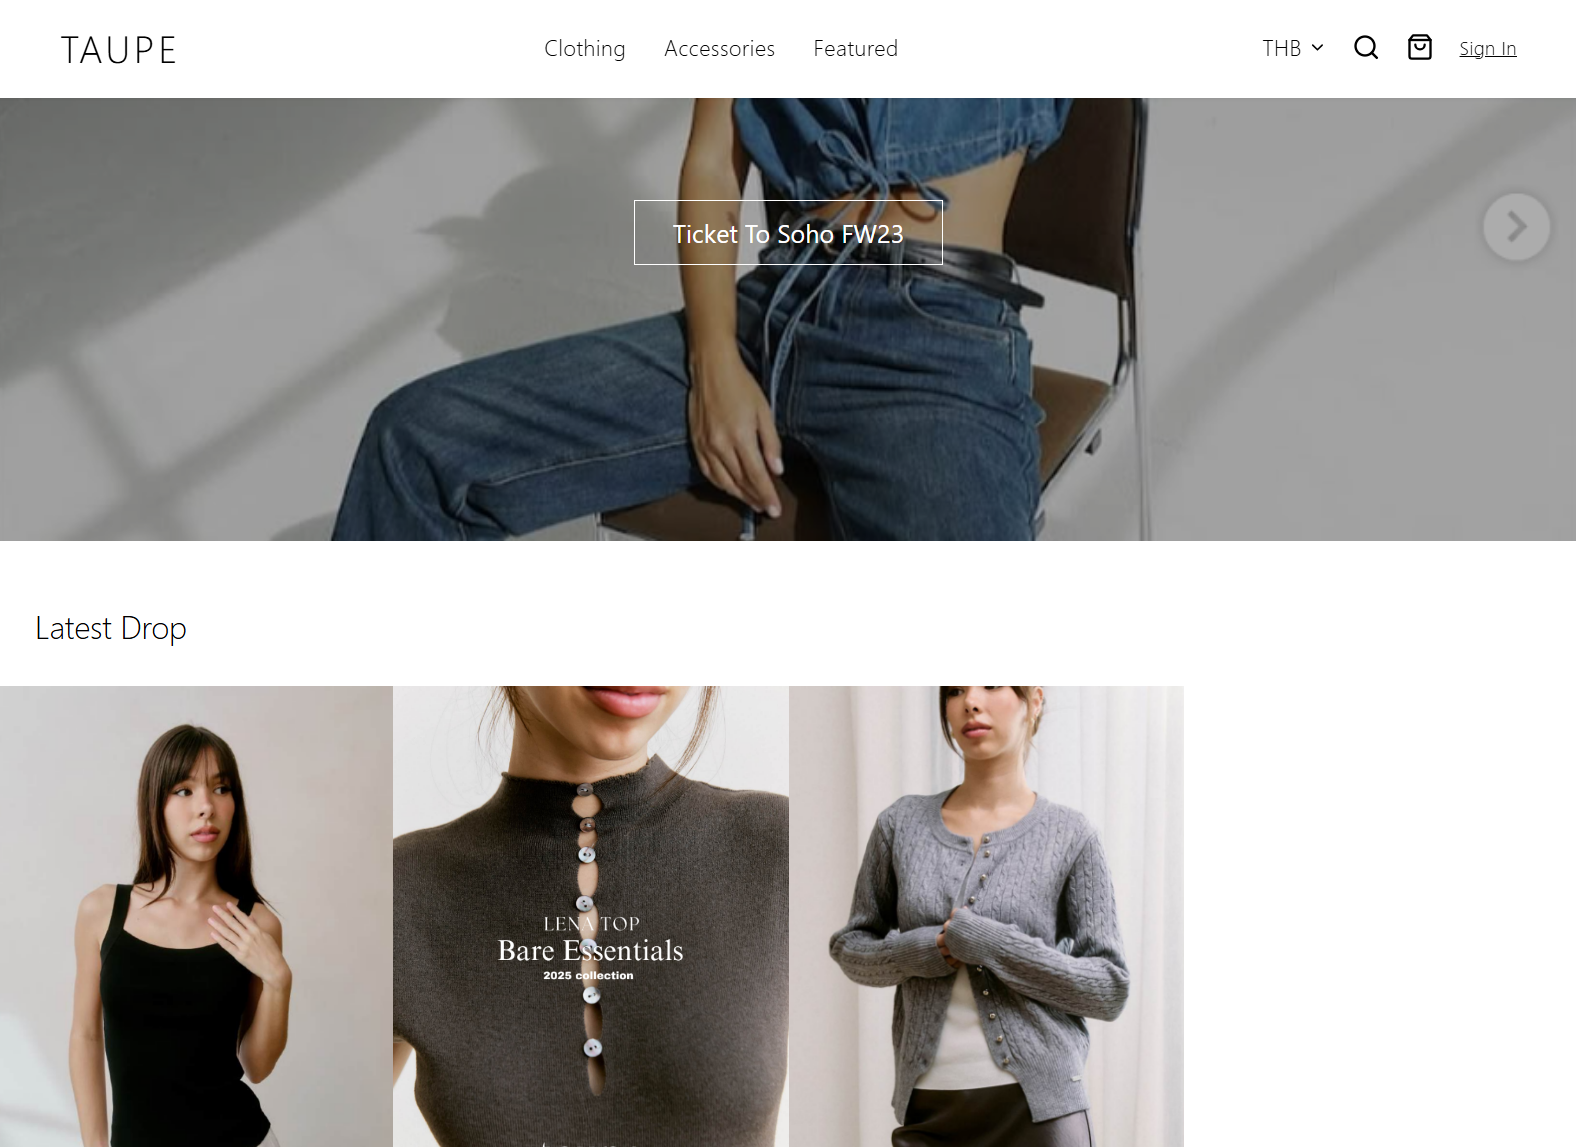 TAUPE
Clothing
Accessories
Featured
THB
Sign In
Ticket To Soho FW23
Latest Drop
LENA TOP
Bare Essentials
2025 collection